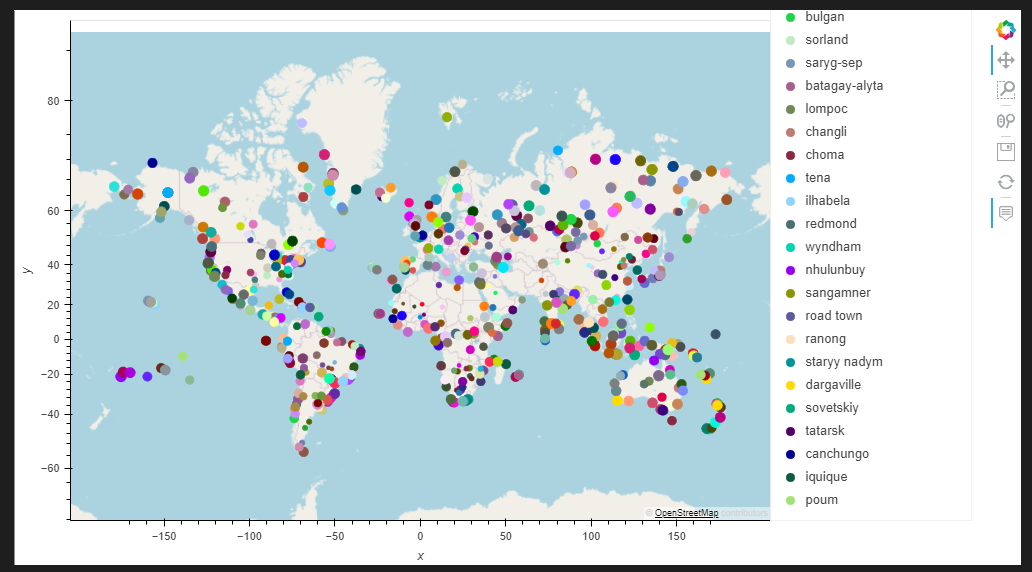 y
80
60
40
20
0
−20
−40
−60
−150
−100
−50
0
50
100
150
x
© OpenStreetMap contributors
bulgan
sorland
saryg-sep
batagay-alyta
lompoc
changli
choma
tena
ilhabela
redmond
wyndham
nhulunbuy
sangamner
road town
ranong
staryy nadym
dargaville
sovetskiy
tatarsk
canchungo
iquique
poum